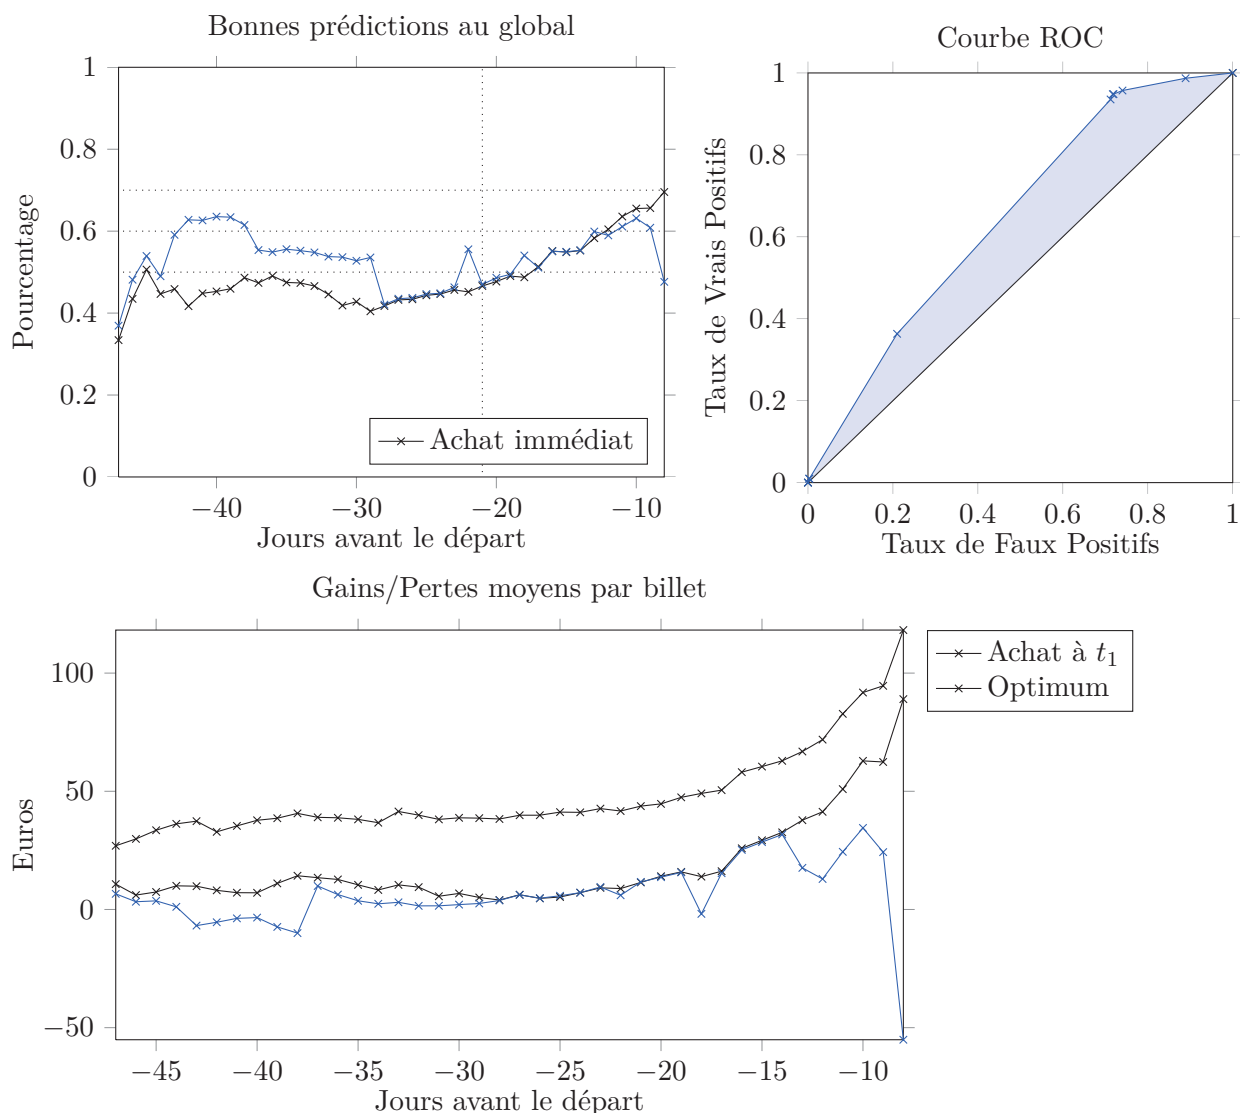 Bonnes prédictions au global
1
0.8
0.6
0.4
0.2
0
Pourcentage
Achat immédiat
−40 −30 −20 −10
Jours avant le départ
Courbe ROC
1
0.8
0.6
0.4
0.2
0
Taux de Vrais Positifs
0 0.2 0.4 0.6 0.8 1
Taux de Faux Positifs
Gains/Pertes moyens par billet
100
50
0
−50
Euros
−45 −40 −35 −30 −25 −20 −15 −10
Jours avant le départ
Achat à t₁
Optimum